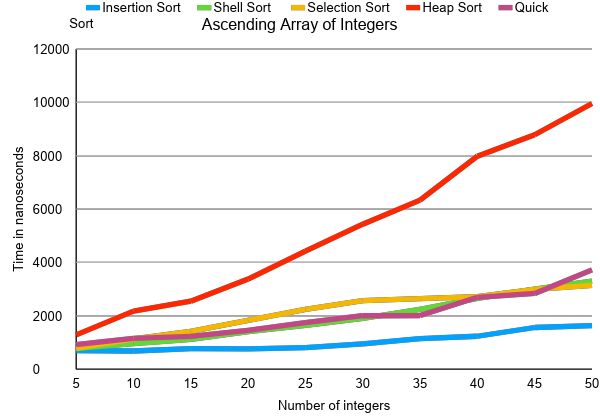 Insertion Sort Shell Sort Selection Sort Heap Sort Quick
Sort
Ascending Array of Integers
12000
10000
8000
6000
4000
2000
0
Time in nanoseconds
5 10 15 20 25 30 35 40 45 50
Number of integers